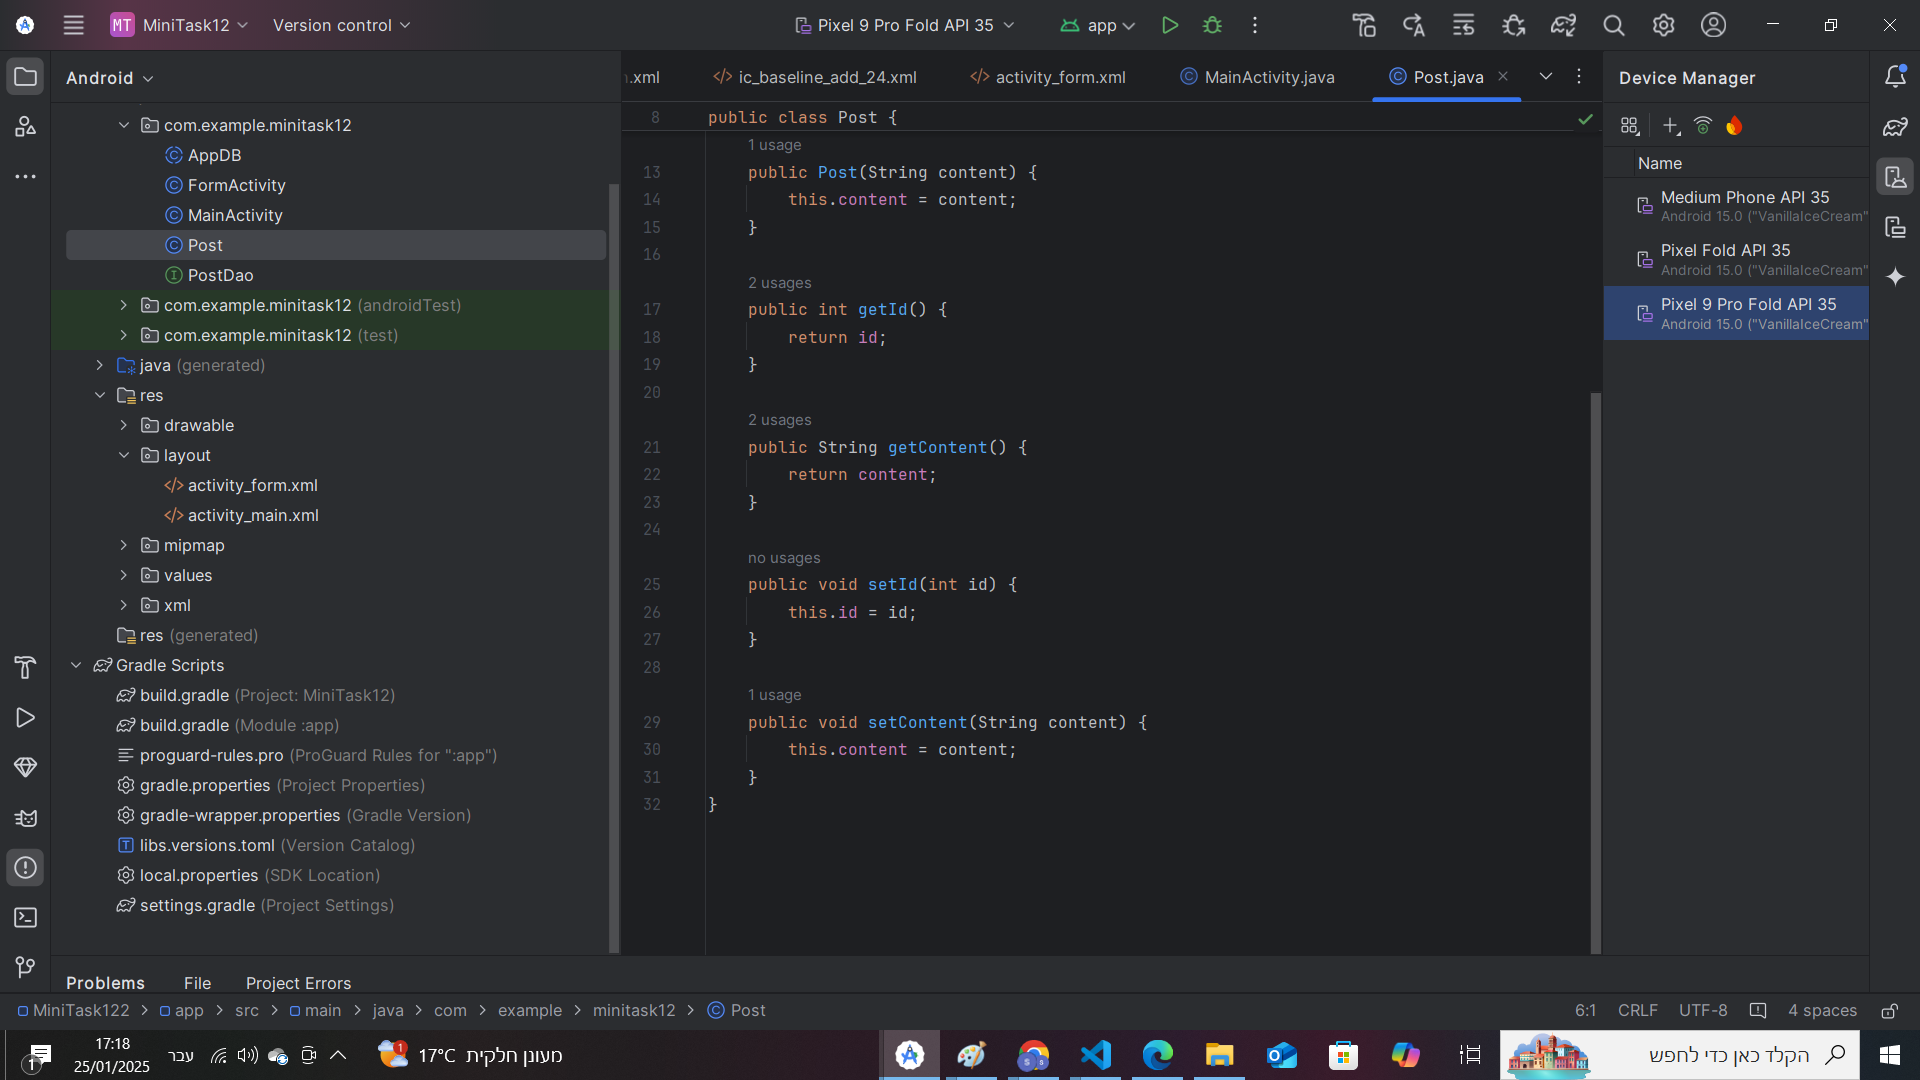 MT MiniTask12 Version control Pixel 9 Pro Fold API 35 app
Android
com.example.minitask12
AppDB
FormActivity
MainActivity
Post
PostDao
com.example.minitask12 (androidTest)
com.example.minitask12 (test)
java (generated)
res
drawable
layout
activity_form.xml
activity_main.xml
mipmap
values
xml
res (generated)
Gradle Scripts
build.gradle (Project: MiniTask12)
build.gradle (Module :app)
proguard-rules.pro (ProGuard Rules for ":app")
gradle.properties (Project Properties)
gradle-wrapper.properties (Gradle Version)
libs.versions.toml (Version Catalog)
local.properties (SDK Location)
settings.gradle (Project Settings)
.xml ic_baseline_add_24.xml activity_form.xml MainActivity.java Post.java
8 public class Post {
1 usage
13 public Post(String content) {
14 this.content = content;
15 }
16
2 usages
17 public int getId() {
18 return id;
19 }
20
2 usages
21 public String getContent() {
22 return content;
23 }
24
no usages
25 public void setId(int id) {
26 this.id = id;
27 }
28
1 usage
29 public void setContent(String content) {
30 this.content = content;
31 }
32 }
Device Manager
Name
Medium Phone API 35
Android 15.0 ("VanillaIceCream"
Pixel Fold API 35
Android 15.0 ("VanillaIceCream"
Pixel 9 Pro Fold API 35
Android 15.0 ("VanillaIceCream"
Problems File Project Errors
MiniTask122 > app > src > main > java > com > example > minitask12 > Post
6:1 CRLF UTF-8 4 spaces
1
17:18
25/01/2025
עבר
1
17°C מעונן חלקית
הקלד כאן כדי לחפש